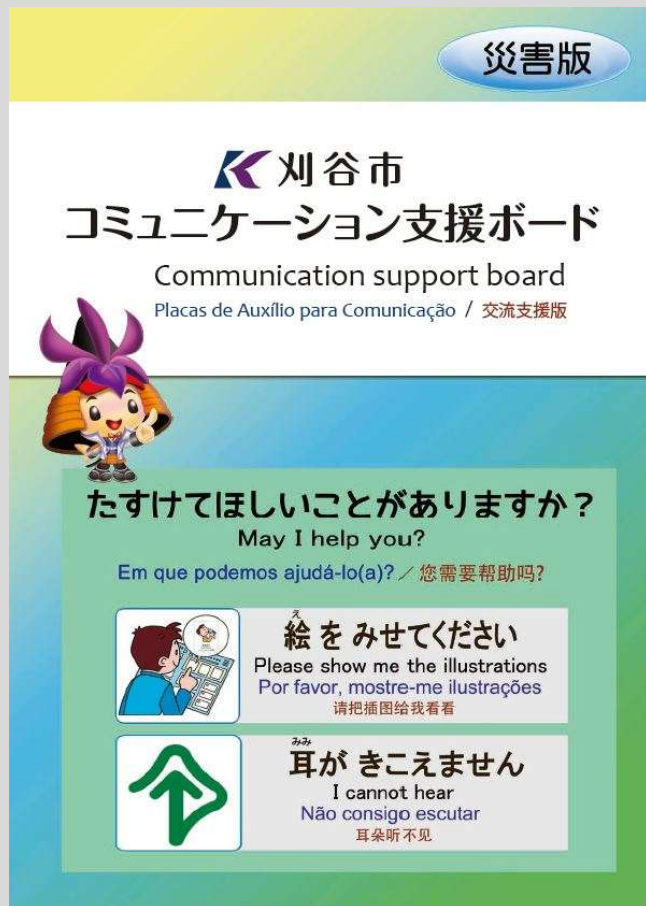 災害版
刈谷市
コミュニケーション支援ボード
Communication support board
Placas de Auxílio para Comunicação / 交流支援版
たすけてほしいことがありますか?
May I help you?
Em que podemos ajudá-lo(a)?/您需要帮助吗?
え
絵を みせてください
Please show me the illustrations
Por favor, mostre-me ilustrações
请把插图给我看看
みみ
耳が きこえません
I cannot hear
Não consigo escutar
耳朵听不见